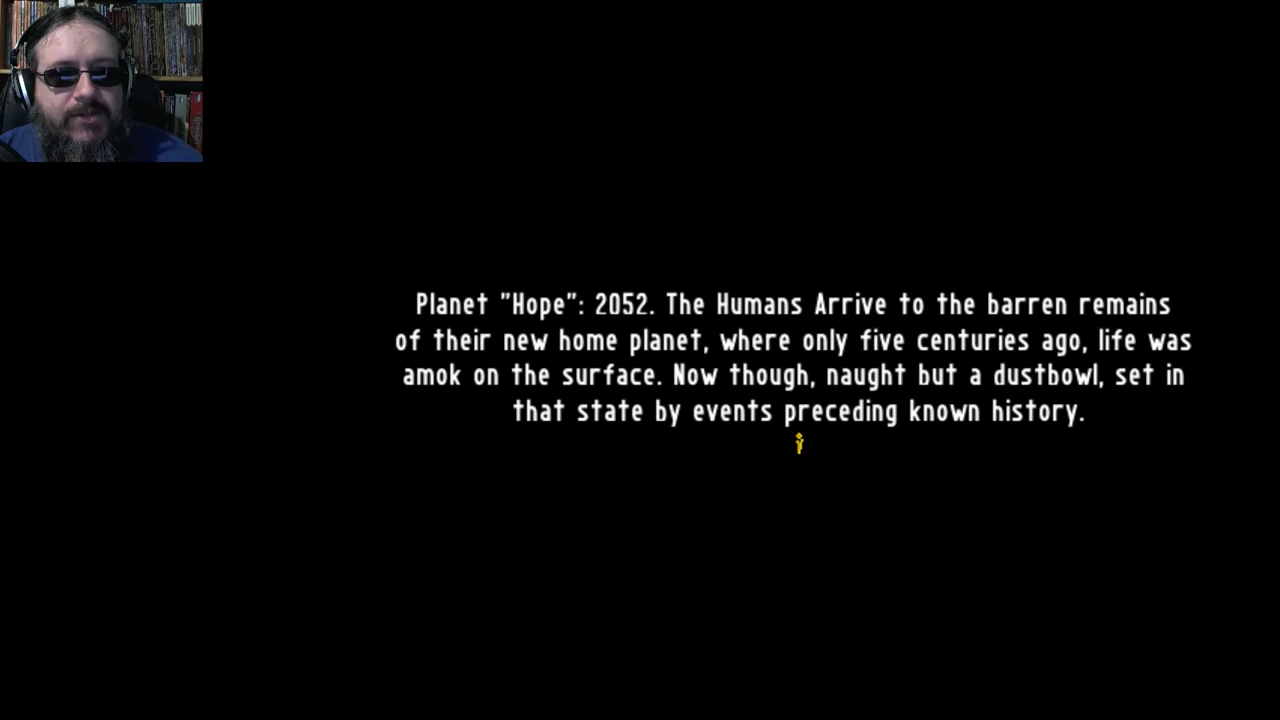 Planet "Hope": 2052. The Humans Arrive to the barren remains
of their new home planet, where only five centuries ago, life was
amok on the surface. Now though, naught but a dustbowl, set in
that state by events preceding known history.